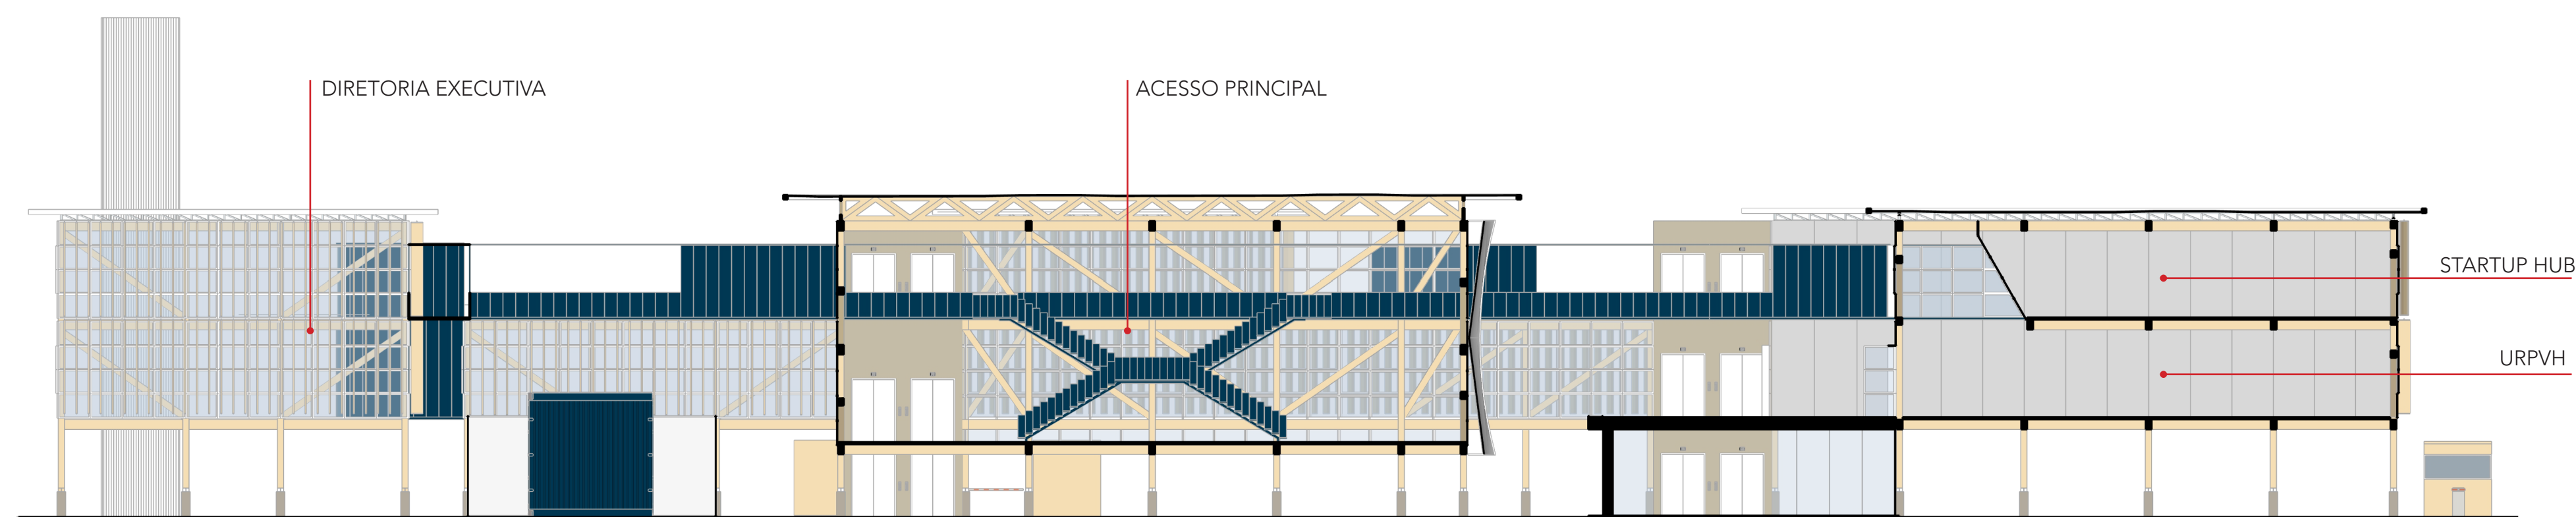 DIRETORIA EXECUTIVA
ACESSO PRINCIPAL
STARTUP HUB
URPVH